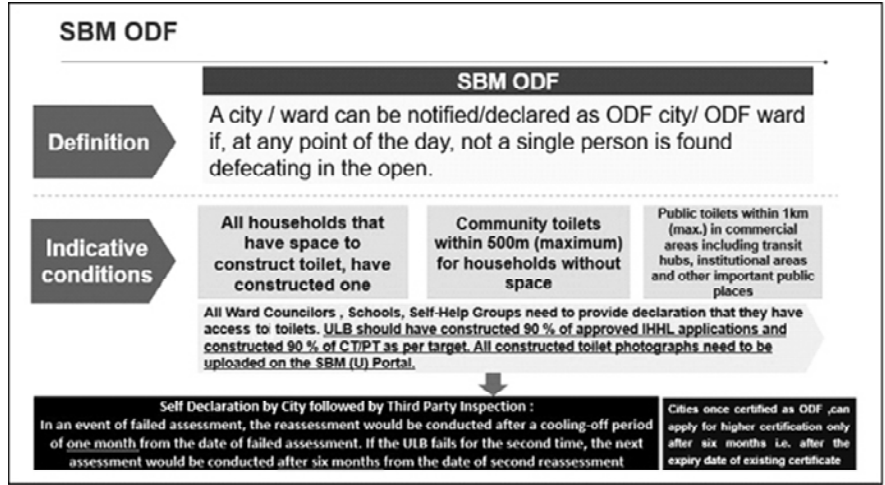 SBM ODF
SBM ODF
Definition
A city / ward can be notified/declared as ODF city/ ODF ward
if, at any point of the day, not a single person is found
defecating in the open.
Indicative
conditions
All households that
have space to
construct toilet, have
constructed one
Community toilets
within 500m (maximum)
for households without
space
Public toilets within 1km
(max.) in commercial
areas including transit
hubs, institutional areas
and other important public
places
All Ward Councilors , Schools, Self-Help Groups need to provide declaration that they have
access to toilets. ULB should have constructed 90 % of approved IHHL applications and
constructed 90 % of CT/PT as per target. All constructed toilet photographs need to be
uploaded on the SBM (U) Portal.
Self Declaration by City followed by Third Party Inspection :
In an event of failed assessment, the reassessment would be conducted after a cooling-off period
of one month from the date of failed assessment. If the ULB fails for the second time, the next
assessment would be conducted after six months from the date of second reassessment
Cities once certified as ODF ,can
apply for higher certification only
after six months i.e. after the
expiry date of existing certificate